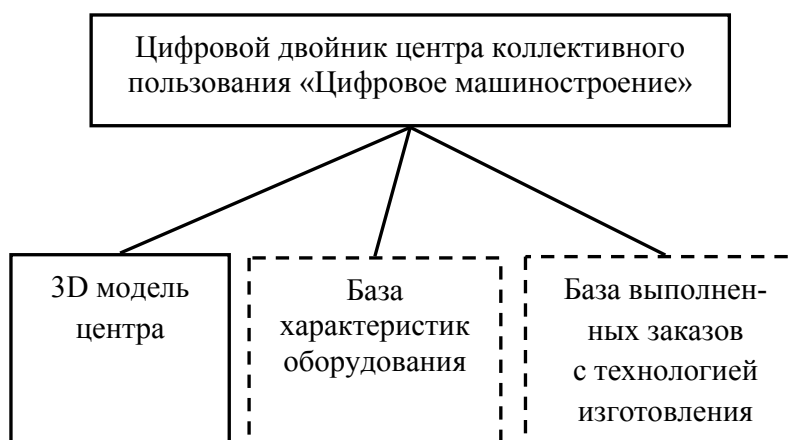 Цифровой двойник центра коллективного
пользования «Цифровое машиностроение»
3D модель
центра
База
характеристик
оборудования
База выполнен-
ных заказов
с технологией
изготовления